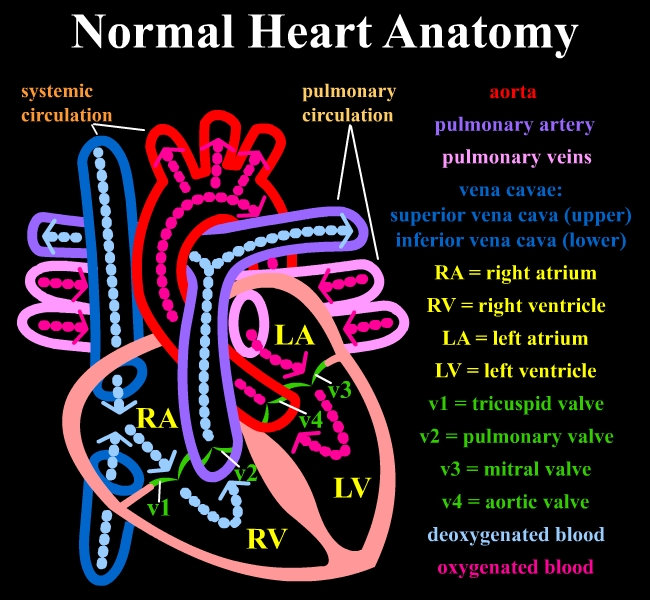 Normal Heart Anatomy
systemic
circulation
pulmonary
circulation
aorta
pulmonary artery
pulmonary veins
vena cavae:
superior vena cava (upper)
inferior vena cava (lower)
RA = right atrium
RV = right ventricle
LA = left atrium
LV = left ventricle
v1 = tricuspid valve
v2 = pulmonary valve
v3 = mitral valve
v4 = aortic valve
deoxygenated blood
oxygenated blood
LA
v3
RA
v4
v2
LV
v1
RV